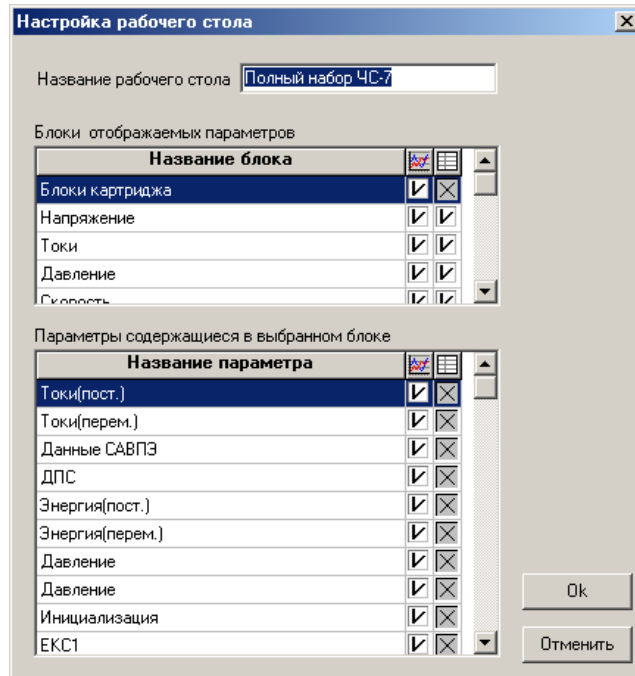 Настройка рабочего стола
Название рабочего стола Полный набор ЧС-7
Блоки отображаемых параметров
Название блока
Блоки картриджа
Напряжение
Токи
Давление
Скорость
Параметры содержащиеся в выбранном блоке
Название параметра
Токи(пост.)
Токи(перем.)
Данные САВПЭ
ДПС
Энергия(пост.)
Энергия(перем.)
Давление
Давление
Инициализация
ЕКС1
Ok
Отменить